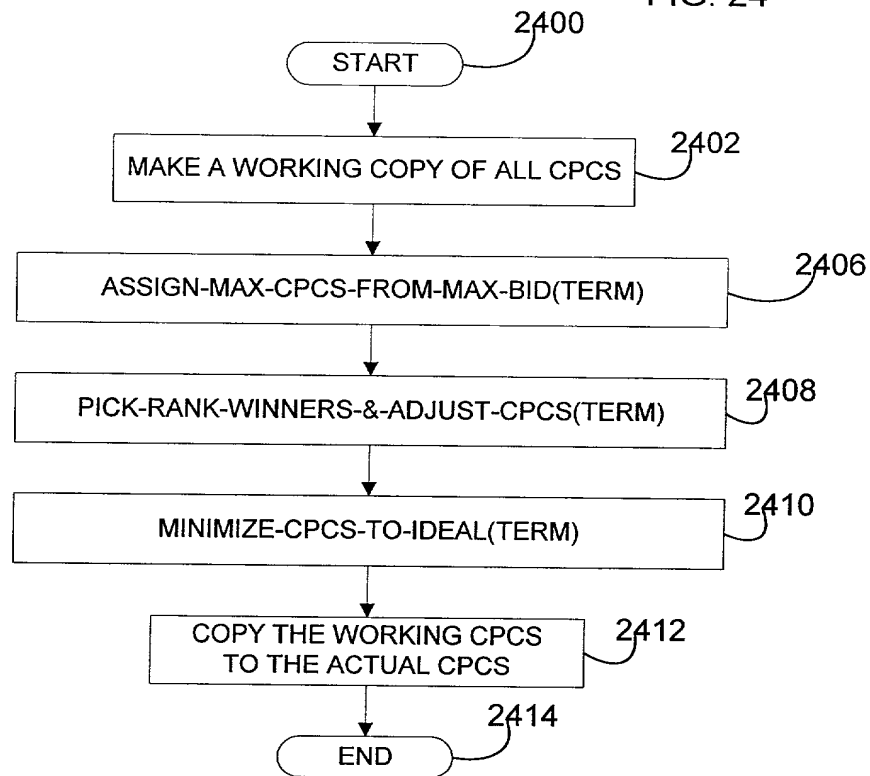 FIG. 24
2400
START
2402
MAKE A WORKING COPY OF ALL CPCS
2406
ASSIGN-MAX-CPCS-FROM-MAX-BID(TERM)
2408
PICK-RANK-WINNERS-&-ADJUST-CPCS(TERM)
2410
MINIMIZE-CPCS-TO-IDEAL(TERM)
2412
COPY THE WORKING CPCS
TO THE ACTUAL CPCS
2414
END